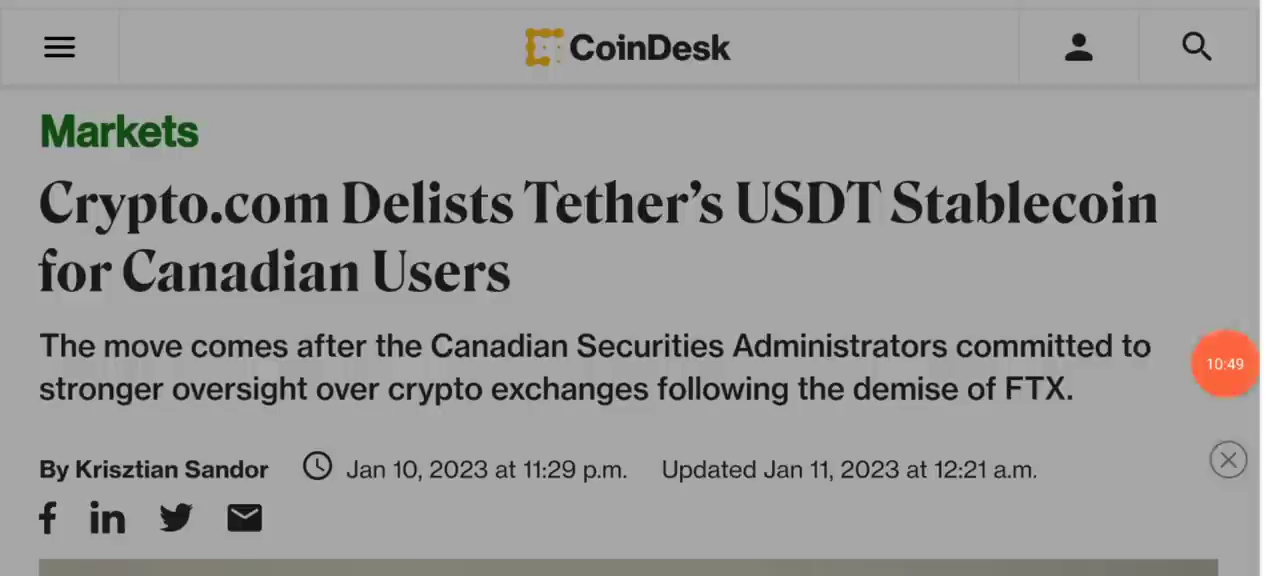 CoinDesk
Markets
Crypto.com Delists Tether's USDT Stablecoin
for Canadian Users
The move comes after the Canadian Securities Administrators committed to
stronger oversight over crypto exchanges following the demise of FTX.
10:49
By Krisztian Sandor Jan 10, 2023 at 11:29 p.m. Updated Jan 11, 2023 at 12:21 a.m.